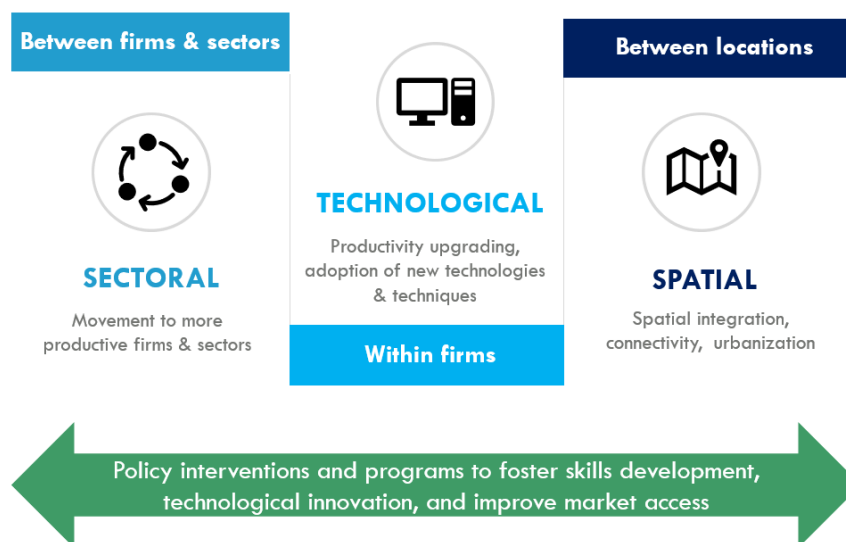 Between firms & sectors
SECTORAL
Movement to more
productive firms & sectors
TECHNOLOGICAL
Productivity upgrading,
adoption of new technologies
& techniques
Within firms
Between locations
SPATIAL
Spatial integration,
connectivity, urbanization
Policy interventions and programs to foster skills development,
technological innovation, and improve market access